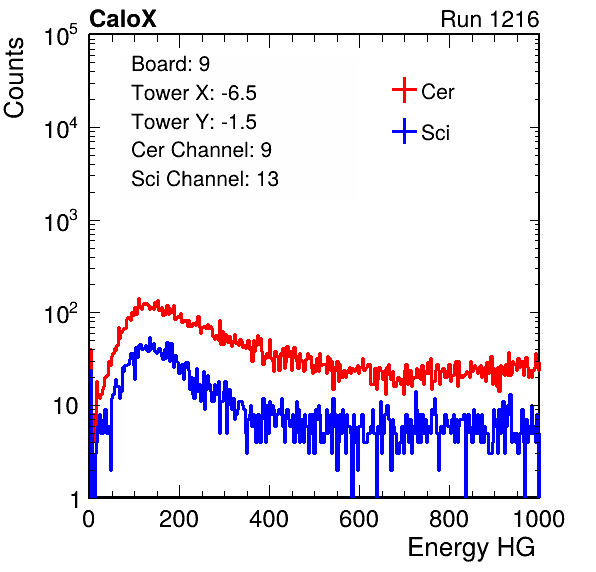 CaloX Run 1216
Counts
10^5
10^4
10^3
10^2
10
1
Board: 9
Tower X: -6.5
Tower Y: -1.5
Cer Channel: 9
Sci Channel: 13
Cer
Sci
0 200 400 600 800 1000
Energy HG